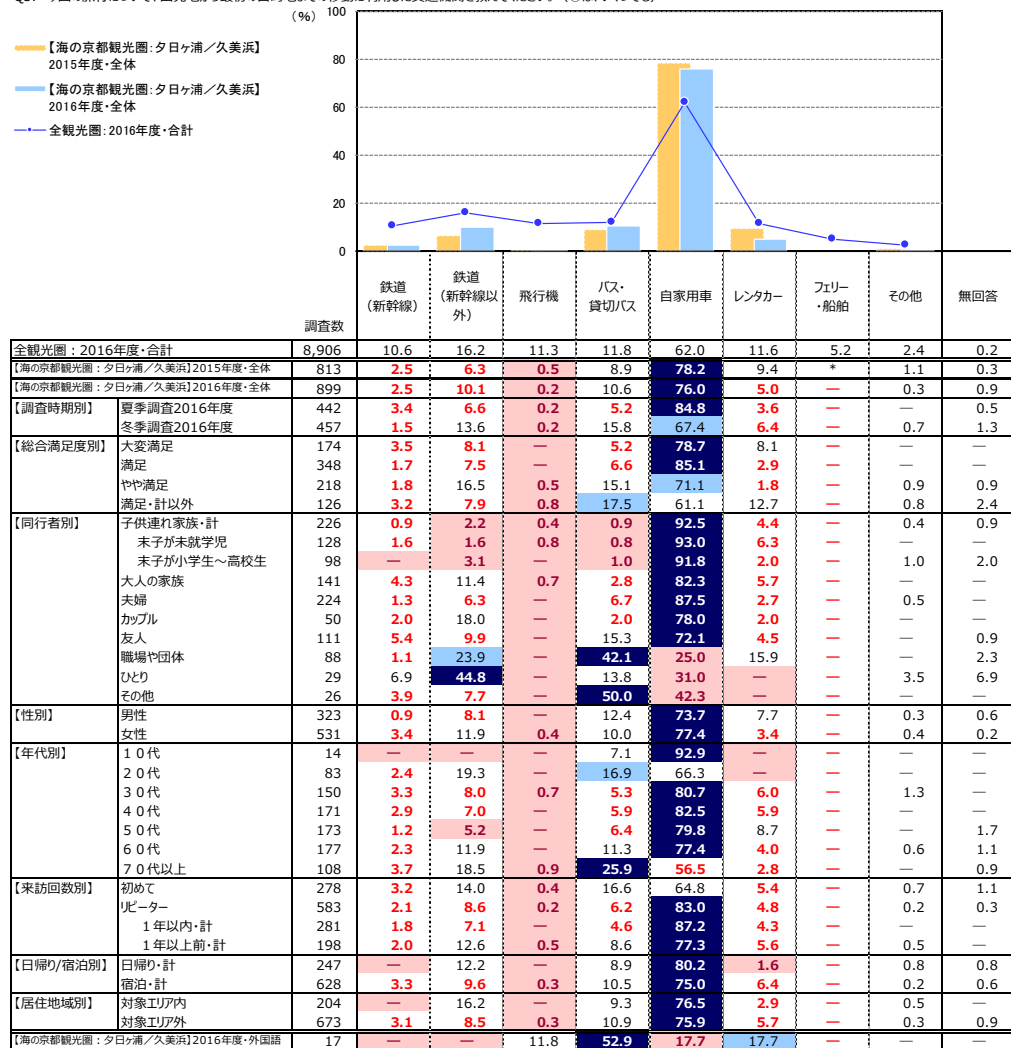 （%）
100
80
60
40
20
0
【海の京都観光圏:夕日ヶ浦／久美浜】
2015年度・全体
【海の京都観光圏:夕日ヶ浦／久美浜】
2016年度・全体
全観光圏:2016年度・合計
調査数 鉄道（新幹線） 鉄道（新幹線以外） 飛行機 バス・貸切バス 自家用車 レンタカー フェリー・船舶 その他 無回答
全観光圏：2016年度・合計 8,906 10.6 16.2 11.3 11.8 62.0 11.6 5.2 2.4 0.2
【海の京都観光圏：夕日ヶ浦／久美浜】2015年度・全体 813 2.5 6.3 0.5 8.9 78.2 9.4 * 1.1 0.3
【海の京都観光圏：夕日ヶ浦／久美浜】2016年度・全体 899 2.5 10.1 0.2 10.6 76.0 5.0 — 0.3 0.9
【調査時期別】 夏季調査2016年度 442 3.4 6.6 0.2 5.2 84.8 3.6 — — 0.5
冬季調査2016年度 457 1.5 13.6 0.2 15.8 67.4 6.4 — 0.7 1.3
【総合満足度別】 大変満足 174 3.5 8.1 — 5.2 78.7 8.1 — — —
満足 348 1.7 7.5 — 6.6 85.1 2.9 — — —
やや満足 218 1.8 16.5 0.5 15.1 71.1 1.8 — 0.9 0.9
満足・計以外 126 3.2 7.9 0.8 17.5 61.1 12.7 — 0.8 2.4
【同行者別】 子供連れ家族・計 226 0.9 2.2 0.4 0.9 92.5 4.4 — 0.4 0.9
末子が未就学児 128 1.6 1.6 0.8 0.8 93.0 6.3 — — —
末子が小学生～高校生 98 — 3.1 — 1.0 91.8 2.0 — 1.0 2.0
大人の家族 141 4.3 11.4 0.7 2.8 82.3 5.7 — — —
夫婦 224 1.3 6.3 — 6.7 87.5 2.7 — 0.5 —
カップル 50 2.0 18.0 — 2.0 78.0 2.0 — — —
友人 111 5.4 9.9 — 15.3 72.1 4.5 — — 0.9
職場や団体 88 1.1 23.9 — 42.1 25.0 15.9 — — 2.3
ひとり 29 6.9 44.8 — 13.8 31.0 — — 3.5 6.9
その他 26 3.9 7.7 — 50.0 42.3 — — — —
【性別】 男性 323 0.9 8.1 — 12.4 73.7 7.7 — 0.3 0.6
女性 531 3.4 11.9 0.4 10.0 77.4 3.4 — 0.4 0.2
【年代別】 １０代 14 — — — 7.1 92.9 — — — —
２０代 83 2.4 19.3 — 16.9 66.3 — — — —
３０代 150 3.3 8.0 0.7 5.3 80.7 6.0 — 1.3 —
４０代 171 2.9 7.0 — 5.9 82.5 5.9 — — —
５０代 173 1.2 5.2 — 6.4 79.8 8.7 — — 1.7
６０代 177 2.3 11.9 — 11.3 77.4 4.0 — 0.6 1.1
７０代以上 108 3.7 18.5 0.9 25.9 56.5 2.8 — — 0.9
【来訪回数別】 初めて 278 3.2 14.0 0.4 16.6 64.8 5.4 — 0.7 1.1
リピーター 583 2.1 8.6 0.2 6.2 83.0 4.8 — 0.2 0.3
１年以内・計 281 1.8 7.1 — 4.6 87.2 4.3 — — —
１年以上前・計 198 2.0 12.6 0.5 8.6 77.3 5.6 — 0.5 —
【日帰り/宿泊別】 日帰り・計 247 — 12.2 — 8.9 80.2 1.6 — 0.8 0.8
宿泊・計 628 3.3 9.6 0.3 10.5 75.0 6.4 — 0.2 0.6
【居住地域別】 対象エリア内 204 — 16.2 — 9.3 76.5 2.9 — 0.5 —
対象エリア外 673 3.1 8.5 0.3 10.9 75.9 5.7 — 0.3 0.9
【海の京都観光圏：夕日ヶ浦／久美浜】2016年度・外国語 17 — — 11.8 52.9 17.7 17.7 — — —